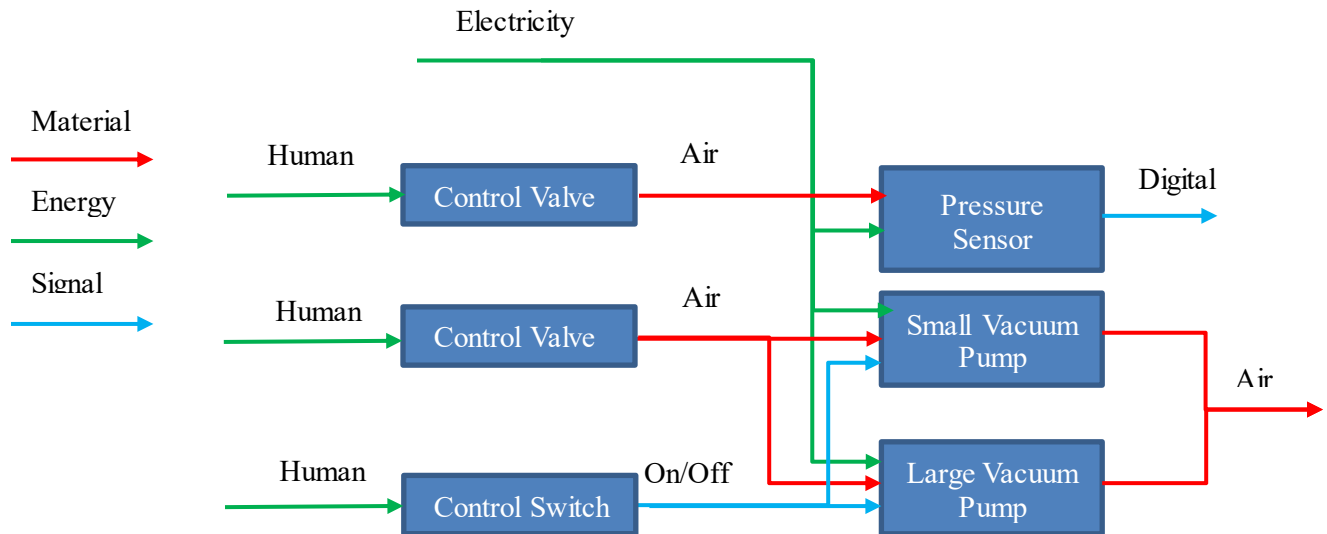 Electricity
Material
Human
Air
Control Valve
Pressure
Sensor
Digital
Energy
Signal
Human
Air
Control Valve
Small Vacuum
Pump
Air
Human
On/Off
Control Switch
Large Vacuum
Pump